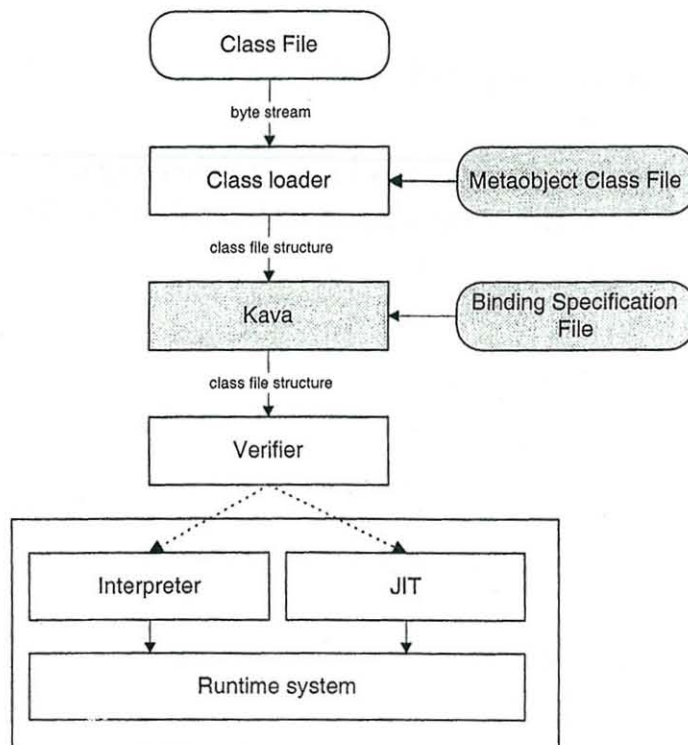 Class File
byte stream
Class loader
Metaobject Class File
class file structure
Kava
Binding Specification
File
class file structure
Verifier
Interpreter
JIT
Runtime system